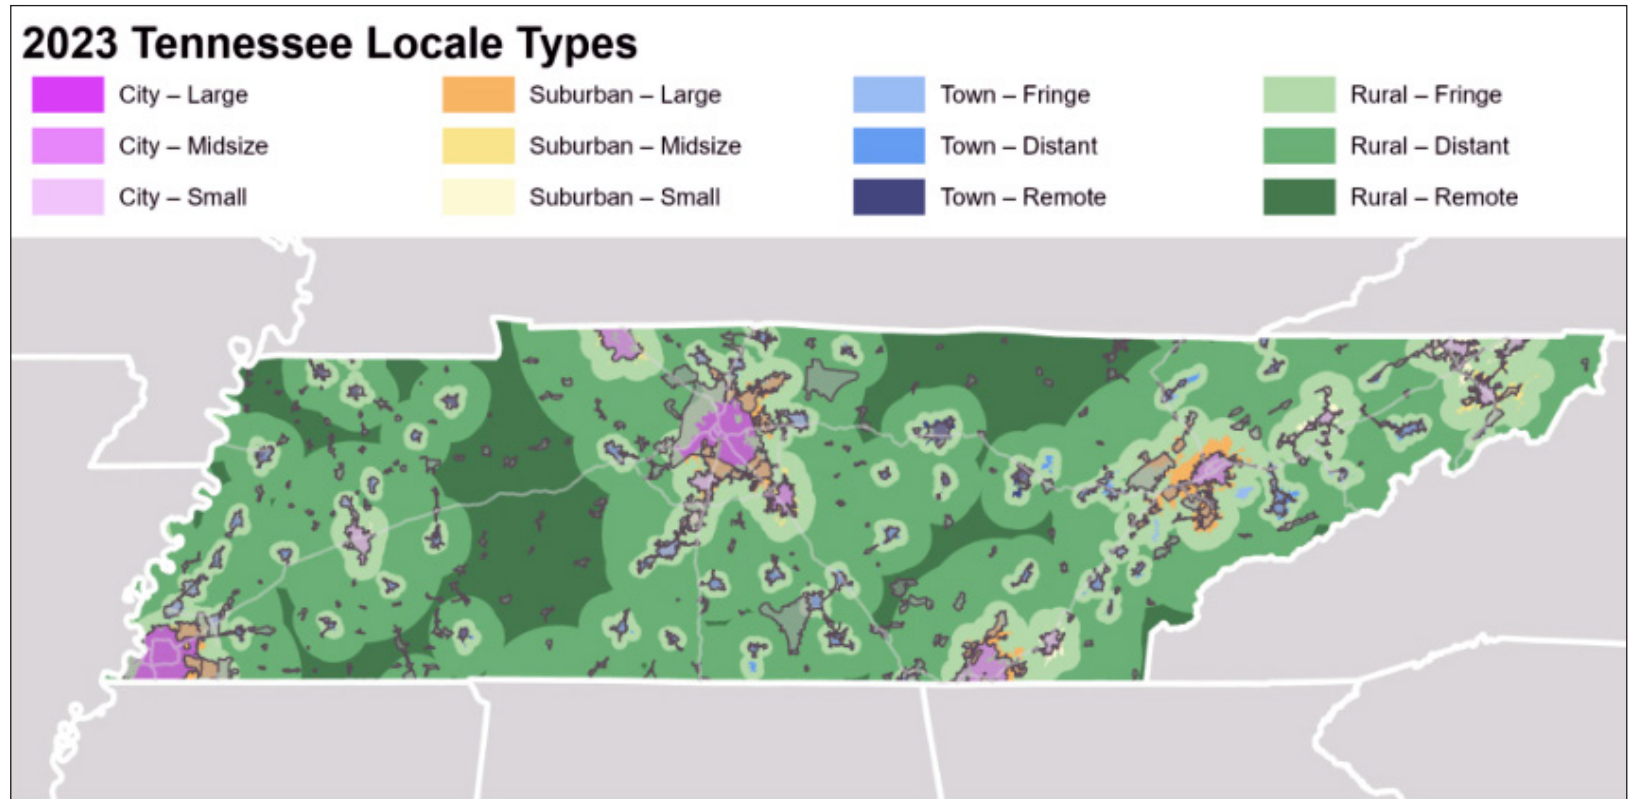 2023 Tennessee Locale Types
City – Large
Suburban – Large
Town – Fringe
Rural – Fringe
City – Midsize
Suburban – Midsize
Town – Distant
Rural – Distant
City – Small
Suburban – Small
Town – Remote
Rural – Remote